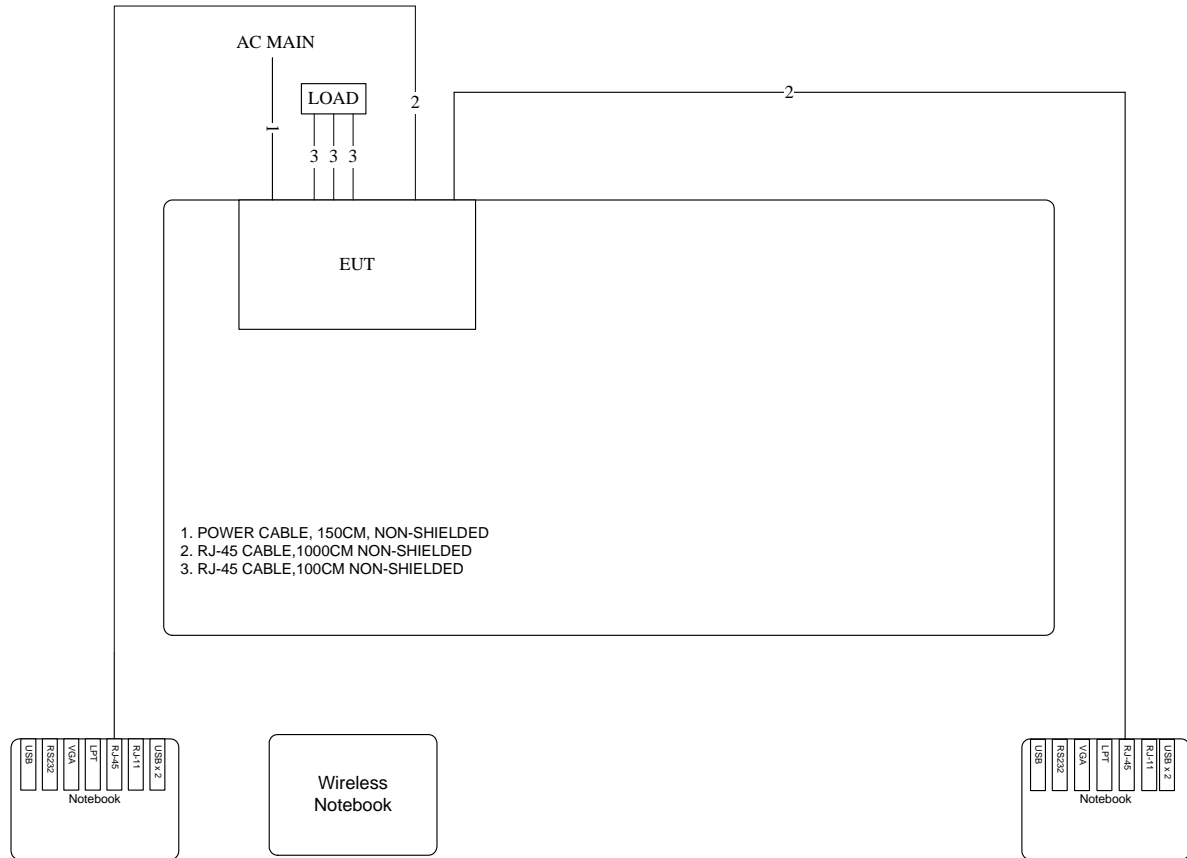 AC MAIN
LOAD
2
2
1
3 3 3
EUT
1. POWER CABLE, 150CM, NON-SHIELDED
2. RJ-45 CABLE,1000CM NON-SHIELDED
3. RJ-45 CABLE,100CM NON-SHIELDED
USB
RS232
VGA
LPT
RJ-45
RJ-11
USB x 2
Notebook
Wireless
Notebook
USB
RS232
VGA
LPT
RJ-45
RJ-11
USB x 2
Notebook